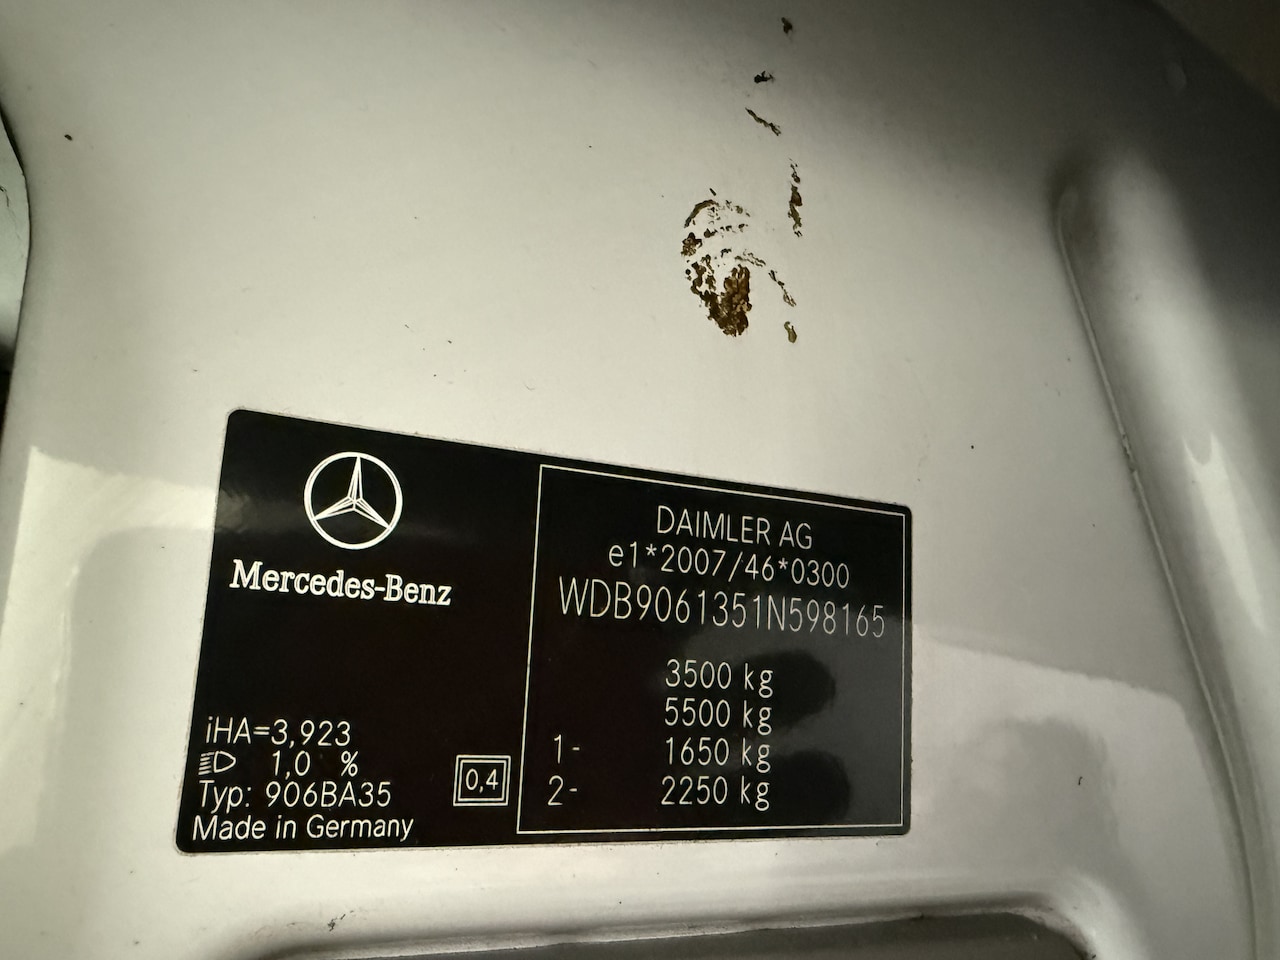 Mercedes-Benz
iHA=3,923
1,0 %
Typ: 906BA35
Made in Germany
0,4
DAIMLER AG
e1*2007/46*0300
WDB9061351N598165
3500 kg
5500 kg
1- 1650 kg
2- 2250 kg